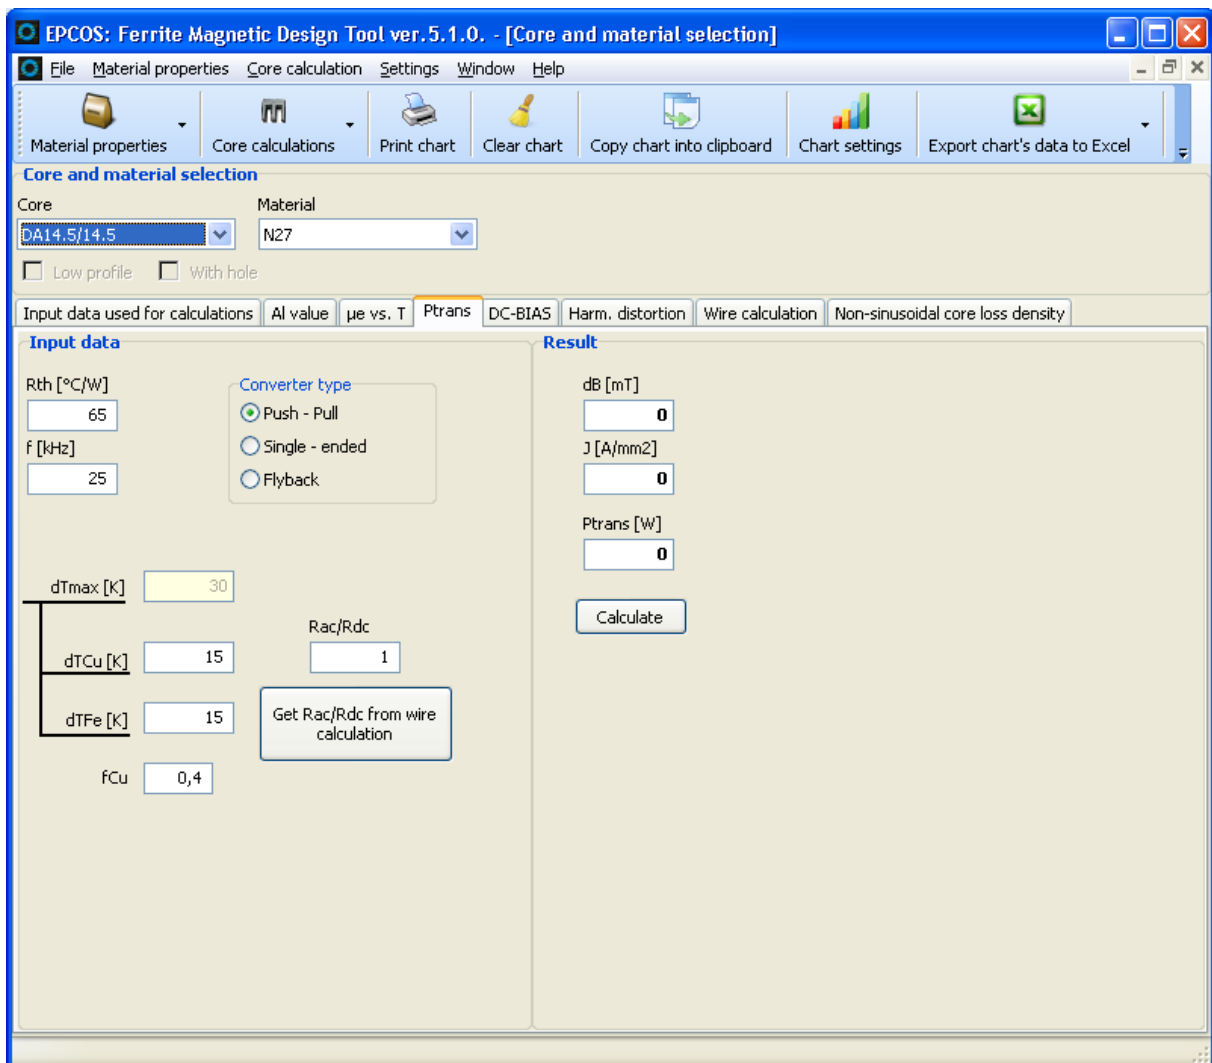 EPCOS: Ferrite Magnetic Design Tool ver.5.1.0. - [Core and material selection]
File Material properties Core calculation Settings Window Help
Material properties Core calculations Print chart Clear chart Copy chart into clipboard Chart settings Export chart's data to Excel
Core and material selection
Core Material
DA14.5/14.5 N27
Low profile With hole
Input data used for calculations Al value µe vs. T Ptrans DC-BIAS Harm. distortion Wire calculation Non-sinusoidal core loss density
Input data Result
Rth [°C/W] Converter type dB [mT]
65 Push - Pull 0
f [kHz] Single - ended J [A/mm2]
25 Flyback 0
Ptrans [W]
0
dTmax [K] 30
Calculate
Rac/Rdc
dTCu [K] 15 1
dTFe [K] 15 Get Rac/Rdc from wire
calculation
fCu 0,4